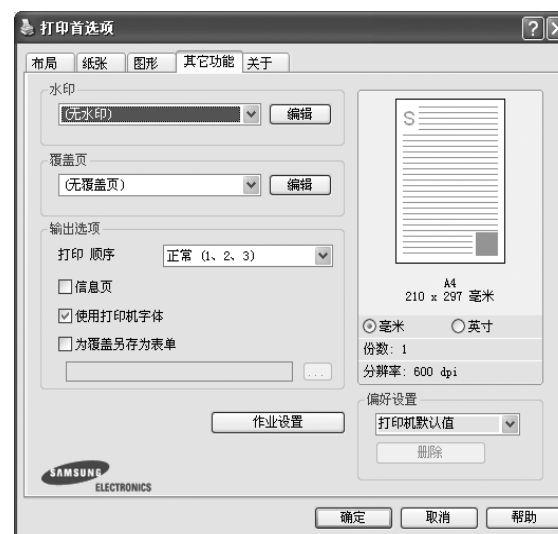 打印首选项
布局 纸张 图形 其它功能 关于
水印
(无水印) 编辑
覆盖页
(无覆盖页) 编辑
输出选项
打印 顺序 正常 (1、2、3)
信息页
使用打印机字体
为覆盖另存为表单
...
作业设置
SAMSUNG
ELECTRONICS
S
A4
210 x 297 毫米
毫米 英寸
份数: 1
分辨率: 600 dpi
偏好设置
打印机默认值
删除
确定 取消 帮助